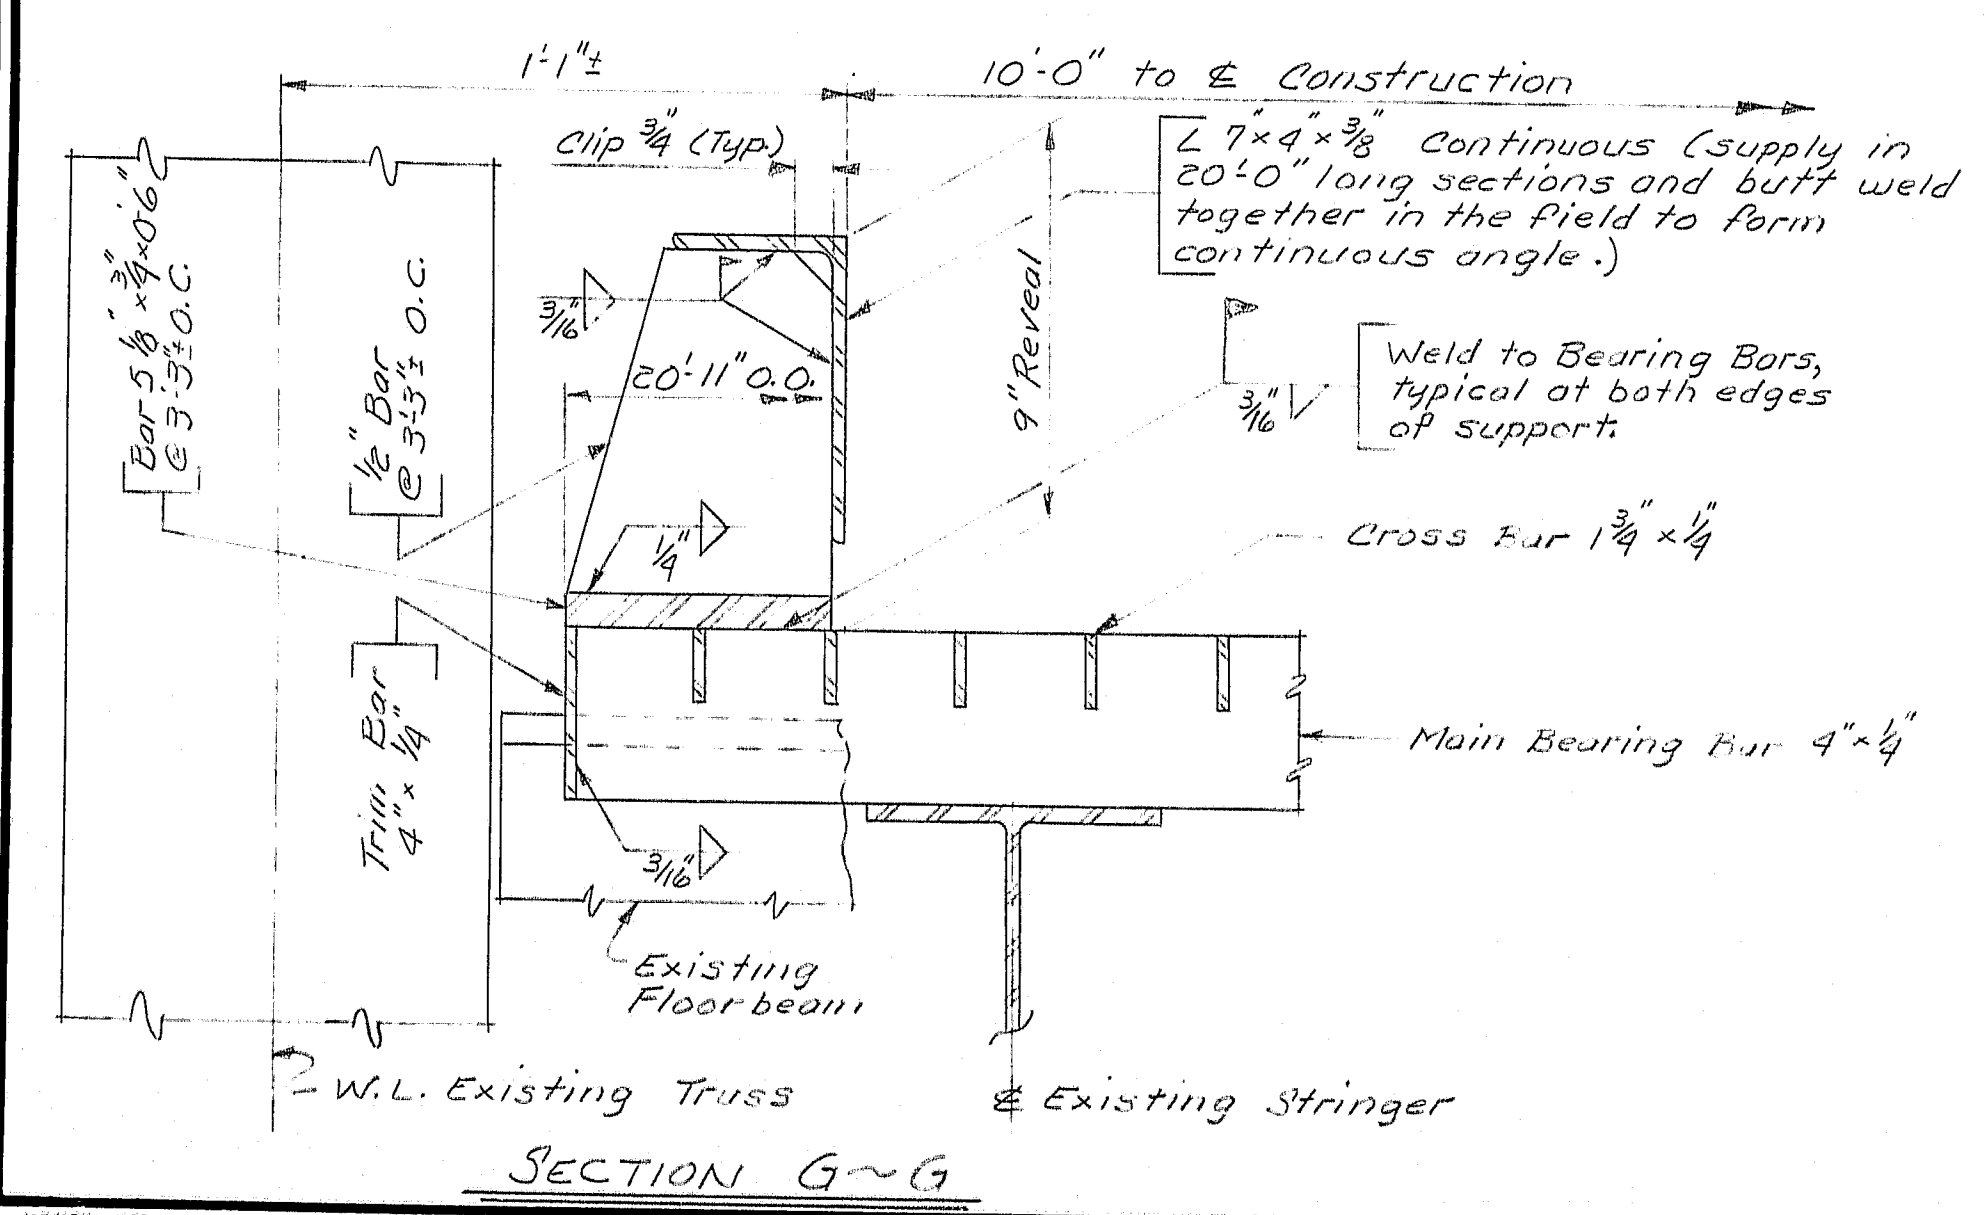 1'-1"±
10'-0" to ℄ Construction
Clip 3/4" (Typ.)
L 7"x4"x3/8" Continuous (supply in
20'-0" long sections and butt weld
together in the field to form
continuous angle.)
Bar 5 1/8" x 3/4" x 0'-6"
@ 3'-3"± O.C.
1/2" Bar
@ 3'-3"± O.C.
3/16"
20'-11" O.O.
9" Reveal
3/16"
Weld to Bearing Bars,
typical at both edges
of support.
1/4"
Cross Bar 1 3/4" x 1/4"
Trim Bar
4" x 1/4"
Main Bearing Bar 4" x 1/4"
3/16"
Existing
Floorbeam
W.L. Existing Truss
℄ Existing Stringer
SECTION G~G